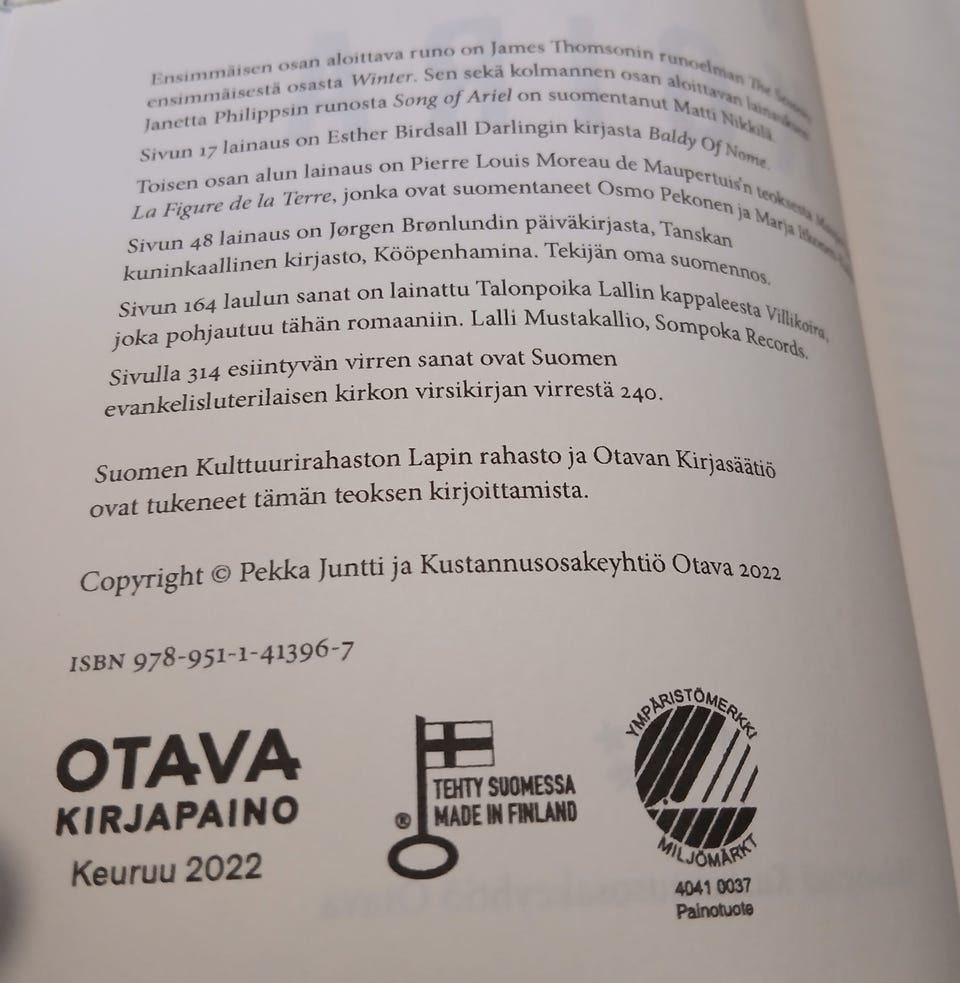 Ensimmäisen osan aloittava runo on James Thomsonin runoelman The
ensimmäisestä osasta Winter. Sen sekä kolmannen osan aloittavan lainauksen
Janetta Philippsin runosta Song of Ariel on suomentanut Matti Nikkilä.
Sivun 17 lainaus on Esther Birdsall Darlingin kirjasta Baldy Of Nome.
Toisen osan alun lainaus on Pierre Louis Moreau de Maupertuis'n teoksesta
La Figure de la Terre, jonka ovat suomentaneet Osmo Pekonen ja Marja
Sivun 48 lainaus on Jørgen Brønlundin päiväkirjasta, Tanskan
kuninkaallinen kirjasto, Kööpenhamina. Tekijän oma suomennos.
Sivun 164 laulun sanat on lainattu Talonpoika Lallin kappaleesta Villikoira,
joka pohjautuu tähän romaaniin. Lalli Mustakallio, Sompoka Records.
Sivulla 314 esiintyvän virren sanat ovat Suomen
evankelisluterilaisen kirkon virsikirjan virrestä 240.
Suomen Kulttuurirahaston Lapin rahasto ja Otavan Kirjasäätiö
ovat tukeneet tämän teoksen kirjoittamista.
Copyright © Pekka Juntti ja Kustannusosakeyhtiö Otava 2022
ISBN 978-951-1-41396-7
OTAVA
KIRJAPAINO
Keuruu 2022
TEHTY SUOMESSA
® MADE IN FINLAND
YMPÄRISTÖMERKKI
MILJÖMÄRKT
4041 0037
Painotuote